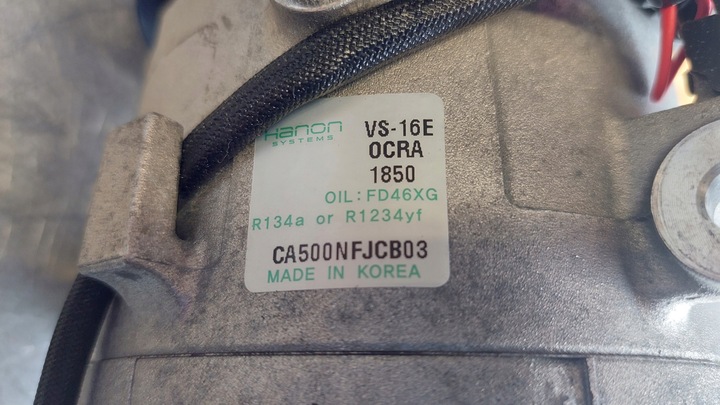 Hanon VS-16E
SYSTEMS OCRA
1850
OIL: FD46XG
R134a or R1234yf
CA500NFJCB03
MADE IN KOREA